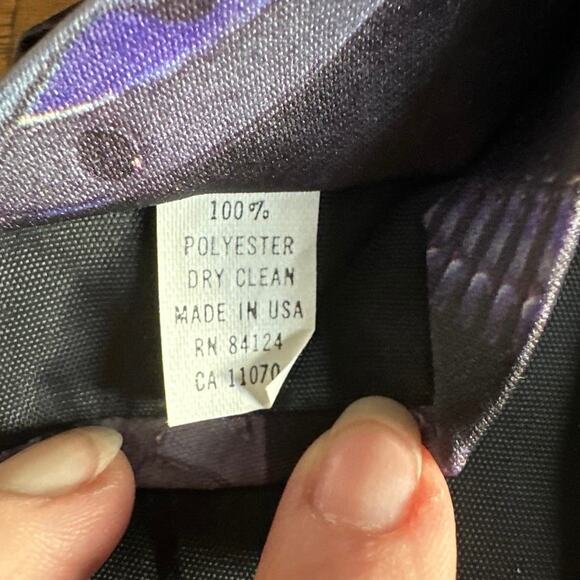 100%
POLYESTER
DRY CLEAN
MADE IN USA
RN 84124
CA 11070